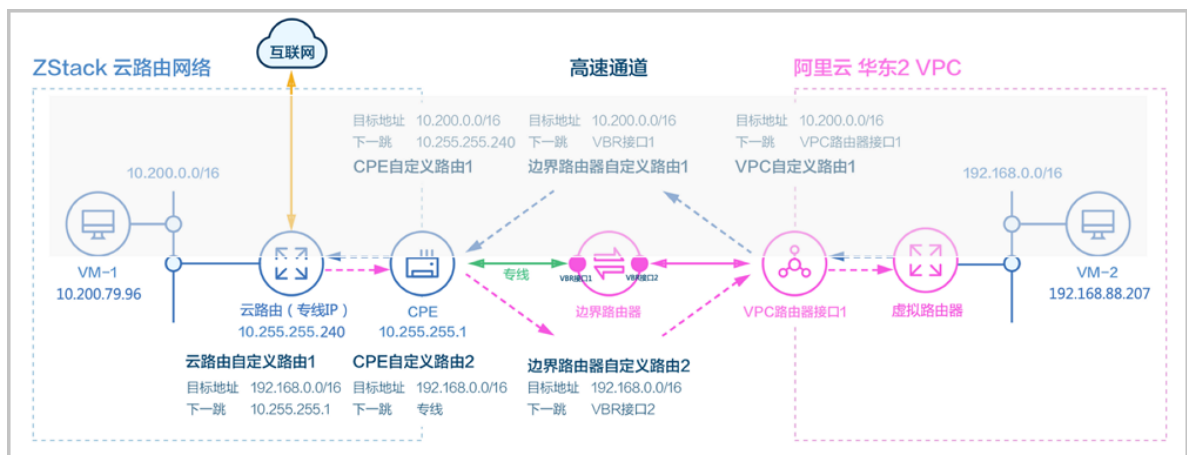 互联网
ZStack 云路由网络
高速通道
阿里云 华东2 VPC
目标地址 10.200.0.0/16
下一跳 10.255.255.240
CPE自定义路由1
目标地址 10.200.0.0/16
下一跳 VBR接口1
边界路由器自定义路由1
目标地址 10.200.0.0/16
下一跳 VPC路由器接口1
VPC自定义路由1
10.200.0.0/16
192.168.0.0/16
VM-1
10.200.79.96
云路由（专线IP）
10.255.255.240
CPE
10.255.255.1
专线
VBR接口1
VBR接口2
边界路由器
VPC路由器接口1
虚拟路由器
VM-2
192.168.88.207
云路由自定义路由1
目标地址 192.168.0.0/16
下一跳 10.255.255.1
CPE自定义路由2
目标地址 192.168.0.0/16
下一跳 专线
边界路由器自定义路由2
目标地址 192.168.0.0/16
下一跳 VBR接口2